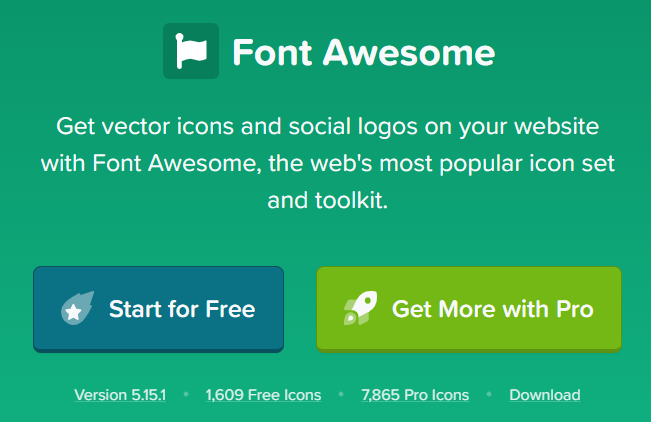 Font Awesome
Get vector icons and social logos on your website
with Font Awesome, the web's most popular icon set
and toolkit.
Start for Free
Get More with Pro
Version 5.15.1 • 1,609 Free Icons • 7,865 Pro Icons • Download